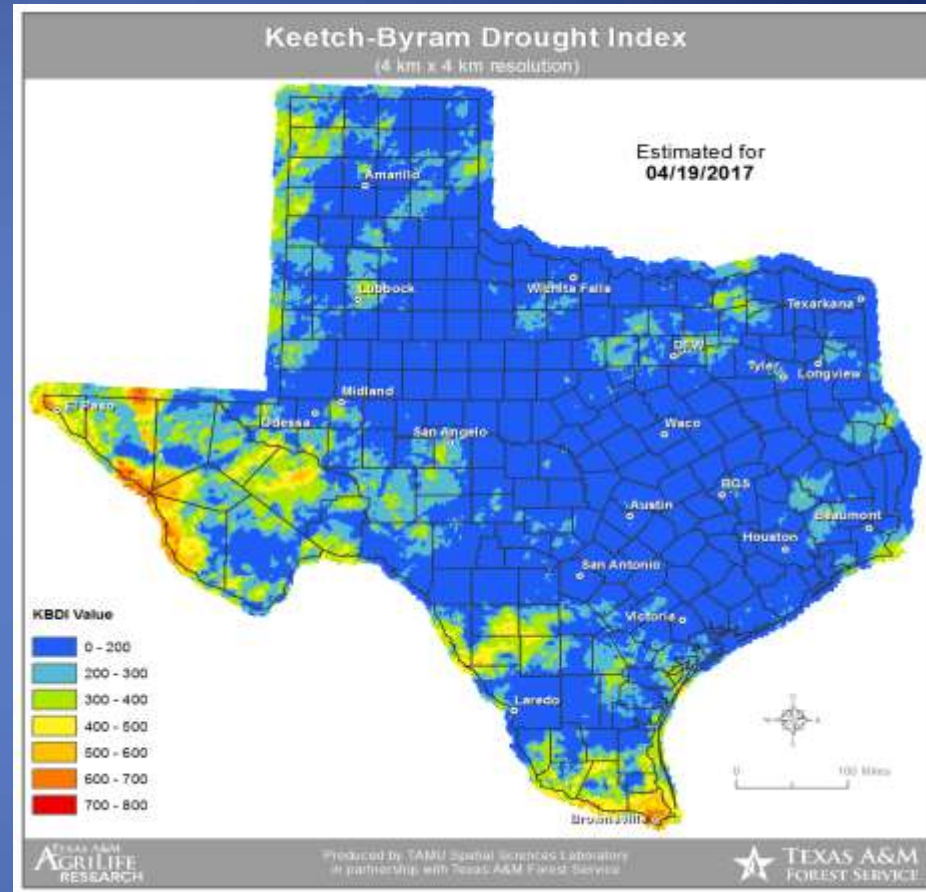 Keetch-Byram Drought Index
(4 km x 4 km resolution)
Estimated for
04/19/2017
Amarillo
Lubbock
Wichita Falls
Texarkana
DFW
Tyler
Longview
El Paso
Midland
Odessa
San Angelo
Waco
BCS
Austin
Beaumont
Houston
San Antonio
Victoria
Laredo
Brownsville
KBDI Value
0 - 200
200 - 300
300 - 400
400 - 500
500 - 600
600 - 700
700 - 800
0 100 Miles
TEXAS A&M
AGRILIFE
RESEARCH
Produced by TAMU Spatial Sciences Laboratory
in partnership with Texas A&M Forest Service
TEXAS A&M
FOREST SERVICE